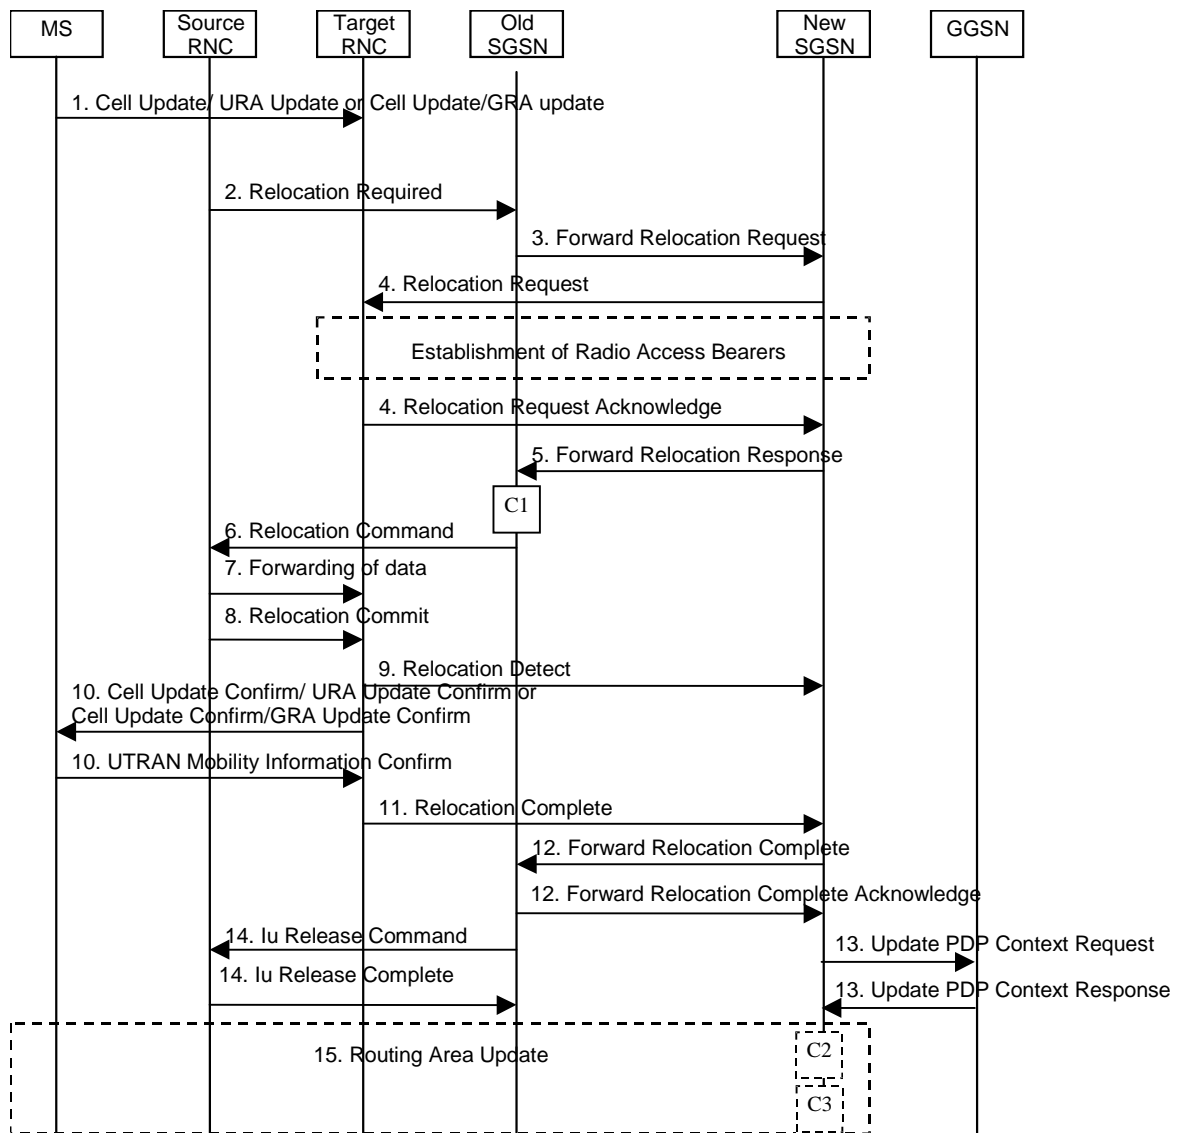 MS
Source
RNC
Target
RNC
Old
SGSN
New
SGSN
GGSN
1. Cell Update/ URA Update or Cell Update/GRA update
2. Relocation Required
3. Forward Relocation Request
4. Relocation Request
Establishment of Radio Access Bearers
4. Relocation Request Acknowledge
5. Forward Relocation Response
C1
6. Relocation Command
7. Forwarding of data
8. Relocation Commit
9. Relocation Detect
10. Cell Update Confirm/ URA Update Confirm or
Cell Update Confirm/GRA Update Confirm
10. UTRAN Mobility Information Confirm
11. Relocation Complete
12. Forward Relocation Complete
12. Forward Relocation Complete Acknowledge
14. Iu Release Command
13. Update PDP Context Request
14. Iu Release Complete
13. Update PDP Context Response
15. Routing Area Update
C2
C3